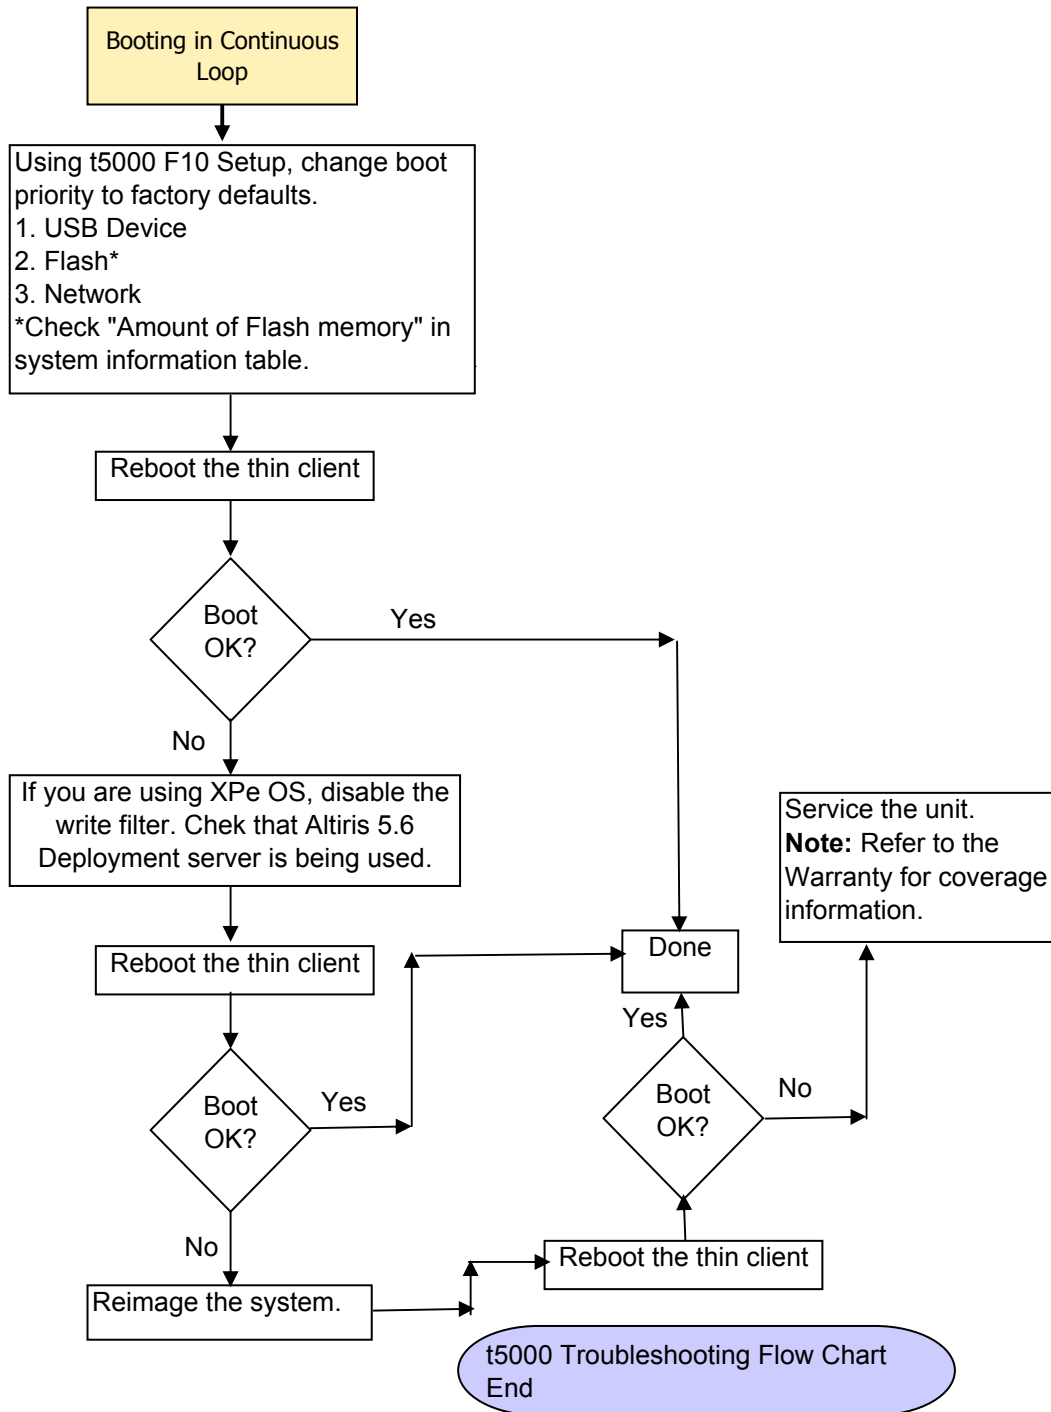 Booting in Continuous
Loop
Using t5000 F10 Setup, change boot
priority to factory defaults.
1. USB Device
2. Flash*
3. Network
*Check "Amount of Flash memory" in
system information table.
Reboot the thin client
Boot
OK?
Yes
No
If you are using XPe OS, disable the
write filter. Chek that Altiris 5.6
Deployment server is being used.
Reboot the thin client
Boot
OK?
Yes
No
Reimage the system.
Reboot the thin client
Boot
OK?
Yes
No
Done
Service the unit.
Note: Refer to the
Warranty for coverage
information.
t5000 Troubleshooting Flow Chart
End